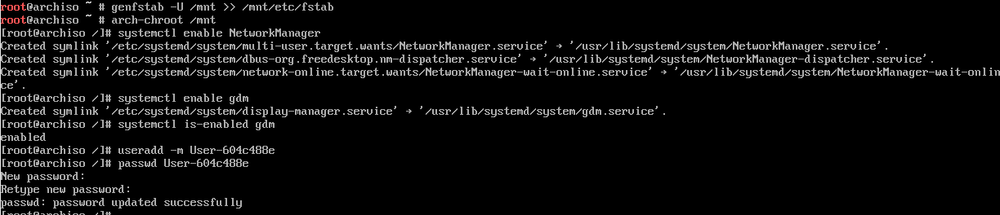 root@archiso ~ # genfstab -U /mnt >> /mnt/etc/fstab
root@archiso ~ # arch-chroot /mnt
[root@archiso /]# systemctl enable NetworkManager
Created symlink '/etc/systemd/system/multi-user.target.wants/NetworkManager.service' → '/usr/lib/systemd/system/NetworkManager.service'.
Created symlink '/etc/systemd/system/dbus-org.freedesktop.nm-dispatcher.service' → '/usr/lib/systemd/system/NetworkManager-dispatcher.service'.
Created symlink '/etc/systemd/system/network-online.target.wants/NetworkManager-wait-online.service' → '/usr/lib/systemd/system/NetworkManager-wait-onlin
ce'.
[root@archiso /]# systemctl enable gdm
Created symlink '/etc/systemd/system/display-manager.service' → '/usr/lib/systemd/system/gdm.service'.
[root@archiso /]# systemctl is-enabled gdm
enabled
[root@archiso /]# useradd -m User-604c488e
[root@archiso /]# passwd User-604c488e
New password:
Retype new password:
passwd: password updated successfully
[root@archiso /]#